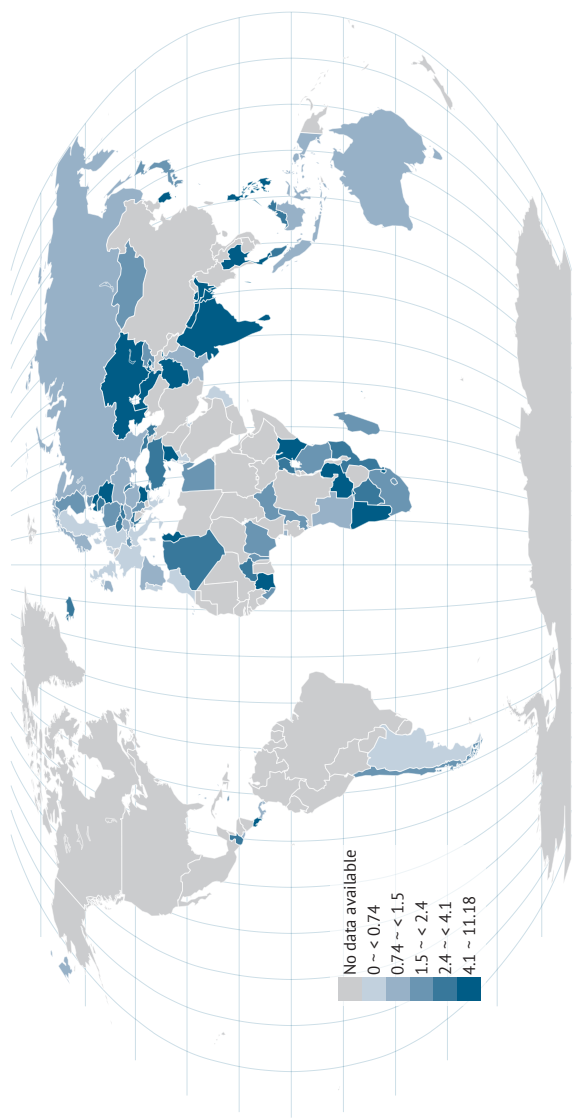 No data available
0 ~ < 0.74
0.74 ~ < 1.5
1.5 ~ < 2.4
2.4 ~ < 4.1
4.1 ~ 11.18